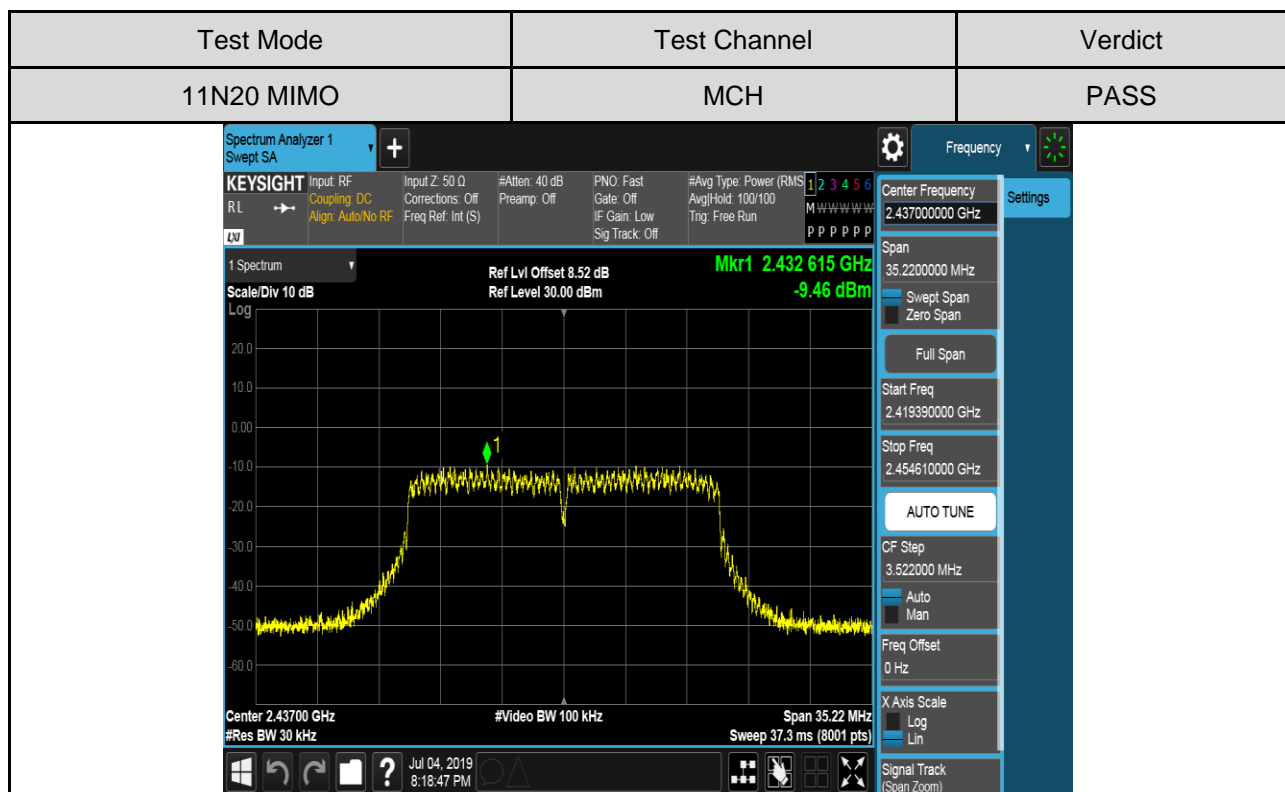 Test Mode Test Channel Verdict
11N20 MIMO MCH PASS
Spectrum Analyzer 1
Swept SA
Frequency
KEYSIGHT
RL
LXI
Input: RF
Coupling: DC
Align: Auto/No RF
Input Z: 50 Ω
Corrections: Off
Freq Ref: Int (S)
#Atten: 40 dB
Preamp: Off
PNO: Fast
Gate: Off
IF Gain: Low
Sig Track: Off
#Avg Type: Power (RMS
Avg|Hold: 100/100
Trig: Free Run
1 2 3 4 5 6
M W W W W W
P P P P P P
1 Spectrum
Scale/Div 10 dB
Log
Ref Lvl Offset 8.52 dB
Ref Level 30.00 dBm
Mkr1 2.432 615 GHz
-9.46 dBm
20.0
10.0
0.00
1
-10.0
-20.0
-30.0
-40.0
-50.0
-60.0
Center 2.43700 GHz
#Res BW 30 kHz
#Video BW 100 kHz
Span 35.22 MHz
Sweep 37.3 ms (8001 pts)
?
Jul 04, 2019
8:18:47 PM
Center Frequency
2.437000000 GHz
Settings
Span
35.2200000 MHz
Swept Span
Zero Span
Full Span
Start Freq
2.419390000 GHz
Stop Freq
2.454610000 GHz
AUTO TUNE
CF Step
3.522000 MHz
Auto
Man
Freq Offset
0 Hz
X Axis Scale
Log
Lin
Signal Track
(Span Zoom)